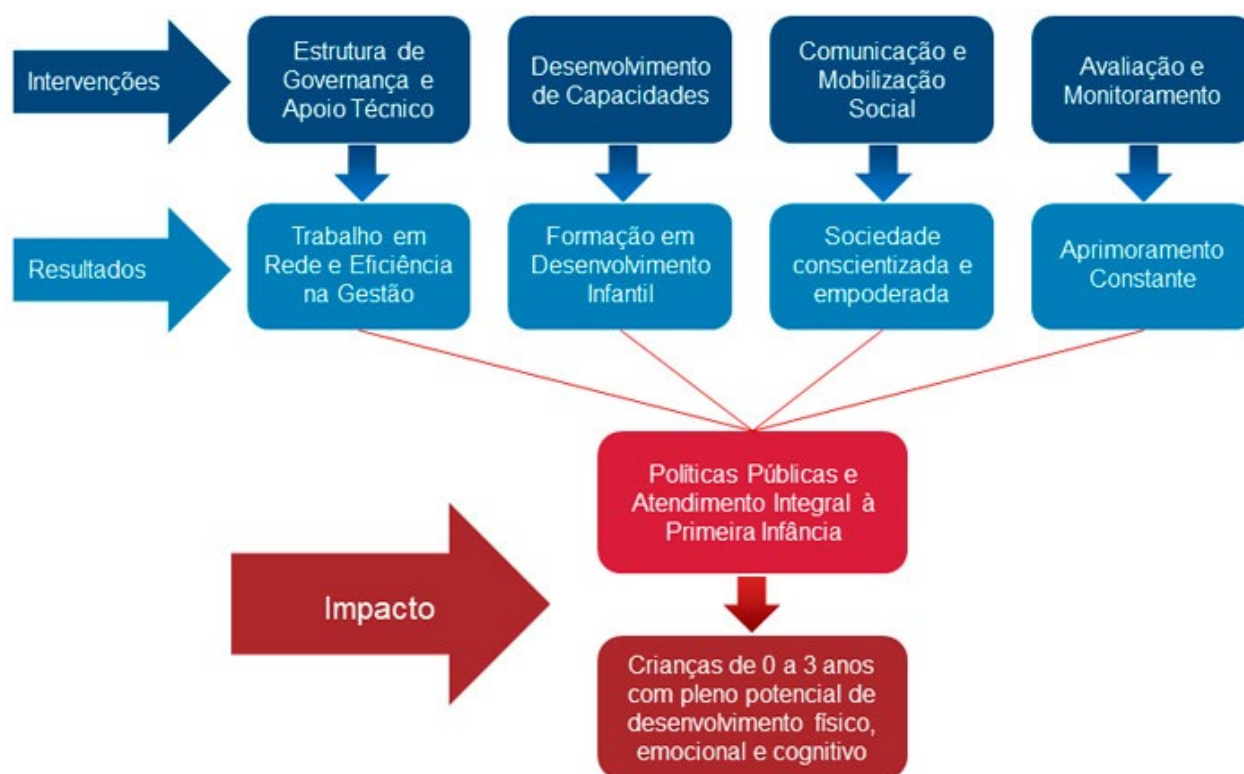 Intervenções
Estrutura de
Governança e
Apoio Técnico
Desenvolvimento
de Capacidades
Comunicação e
Mobilização
Social
Avaliação e
Monitoramento
Resultados
Trabalho em
Rede e Eficiência
na Gestão
Formação em
Desenvolvimento
Infantil
Sociedade
conscientizada e
empoderada
Aprimoramento
Constante
Políticas Públicas e
Atendimento Integral à
Primeira Infância
Impacto
Crianças de 0 a 3 anos
com pleno potencial de
desenvolvimento físico,
emocional e cognitivo